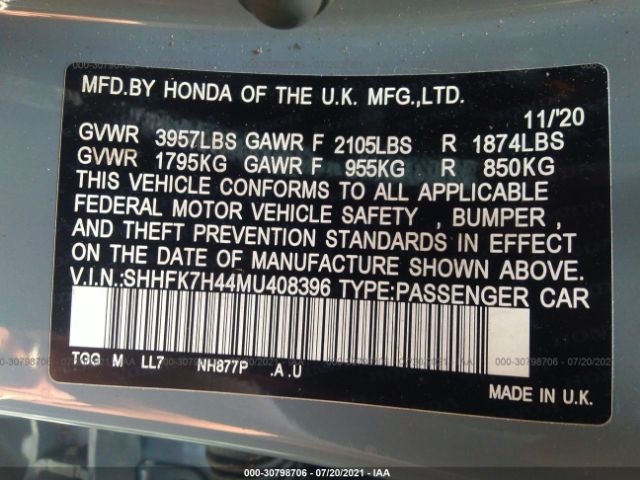 MFD.BY HONDA OF THE U.K. MFG.,LTD.
11/'20
GVWR 3957LBS GAWR F 2105LBS R 1874LBS
GVWR 1795KG GAWR F 955KG R 850KG
THIS VEHICLE CONFORMS TO ALL APPLICABLE
FEDERAL MOTOR VEHICLE SAFETY , BUMPER ,
AND THEFT PREVENTION STANDARDS IN EFFECT
ON THE DATE OF MANUFACTURE SHOWN ABOVE.
V.I.N.:SHHFK7H44MU408396 TYPE:PASSENGER CAR
TGG M LL7 NH877P .A.U
MADE IN U.K.
000-30798706 - 07/20/2021 - IAA